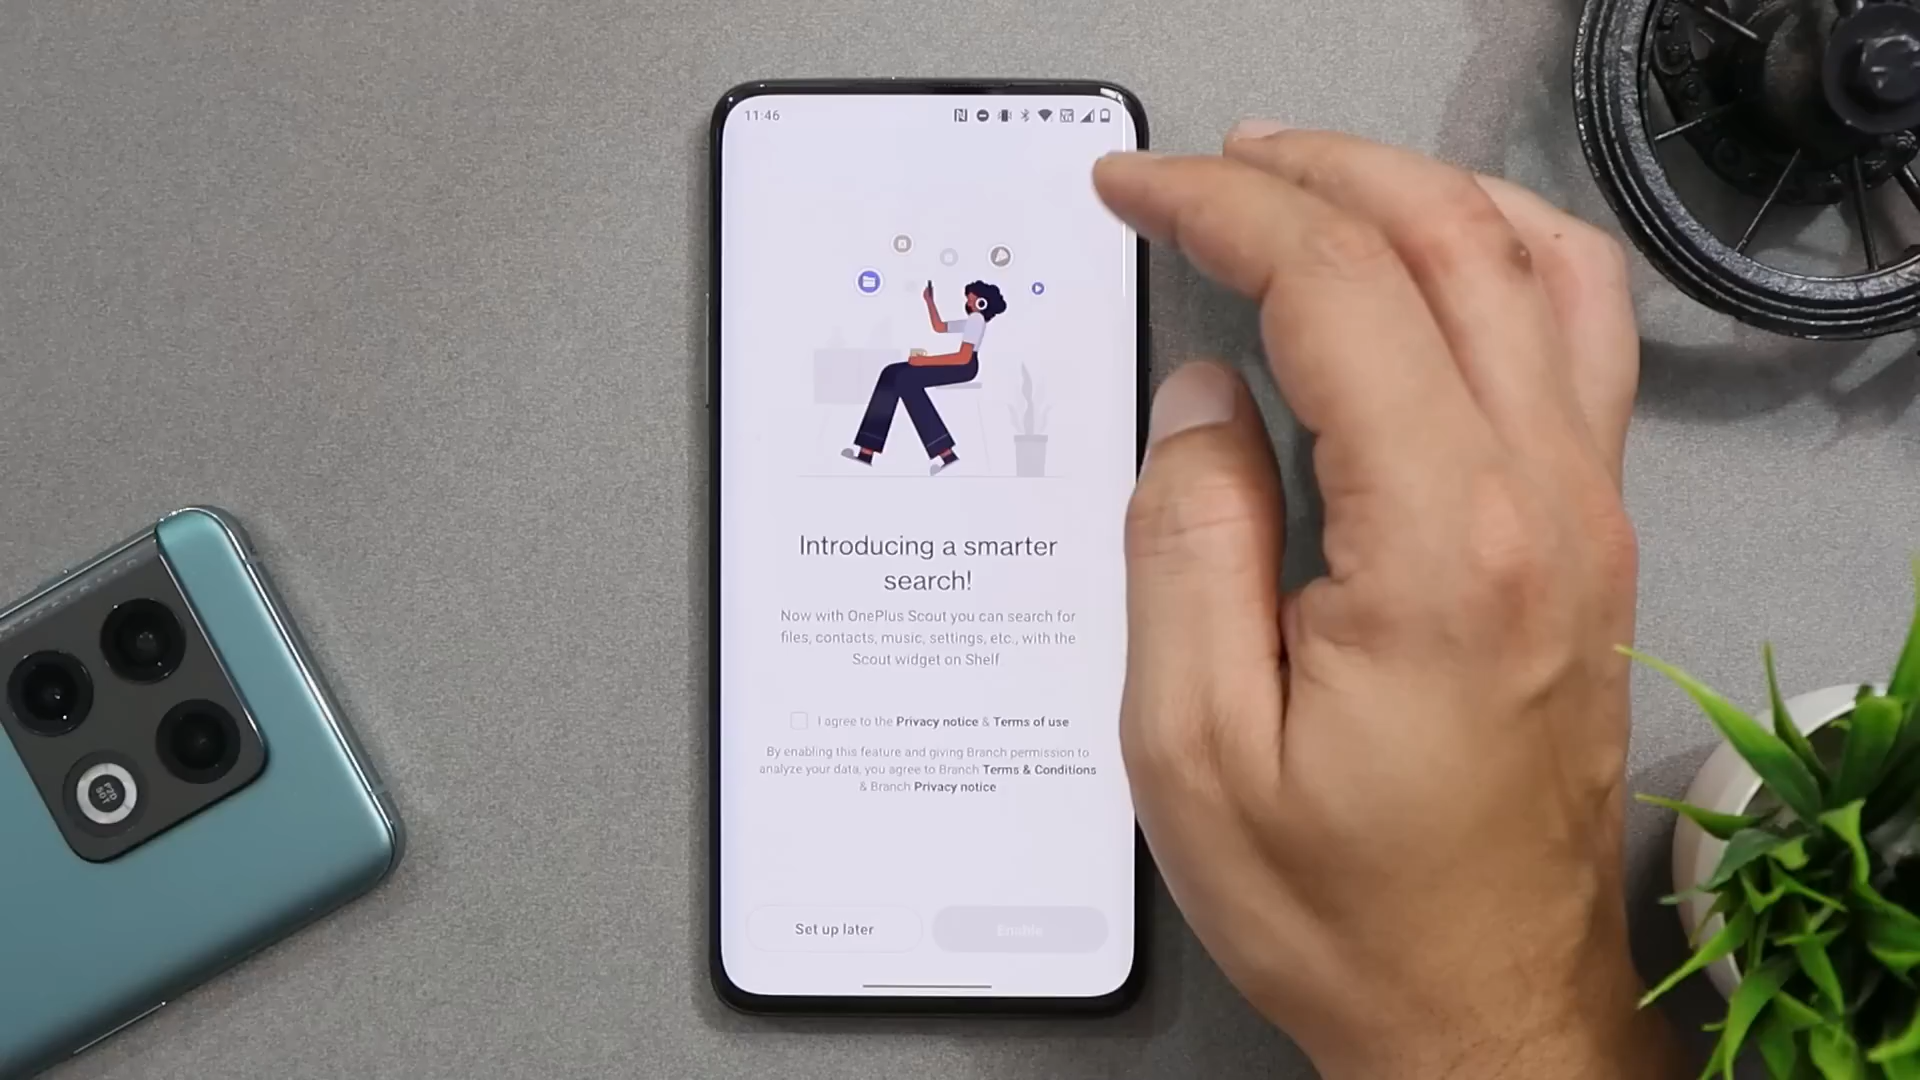 11:46
Introducing a smarter
search!
Now with OnePlus Scout you can search for
files, contacts, music, settings, etc., with the
Scout widget on Shelf
I agree to the Privacy notice & Terms of use
By enabling this feature and giving Branch permission to
analyze your data, you agree to Branch Terms & Conditions
& Branch Privacy notice
Set up later
Enable
P2D
50T